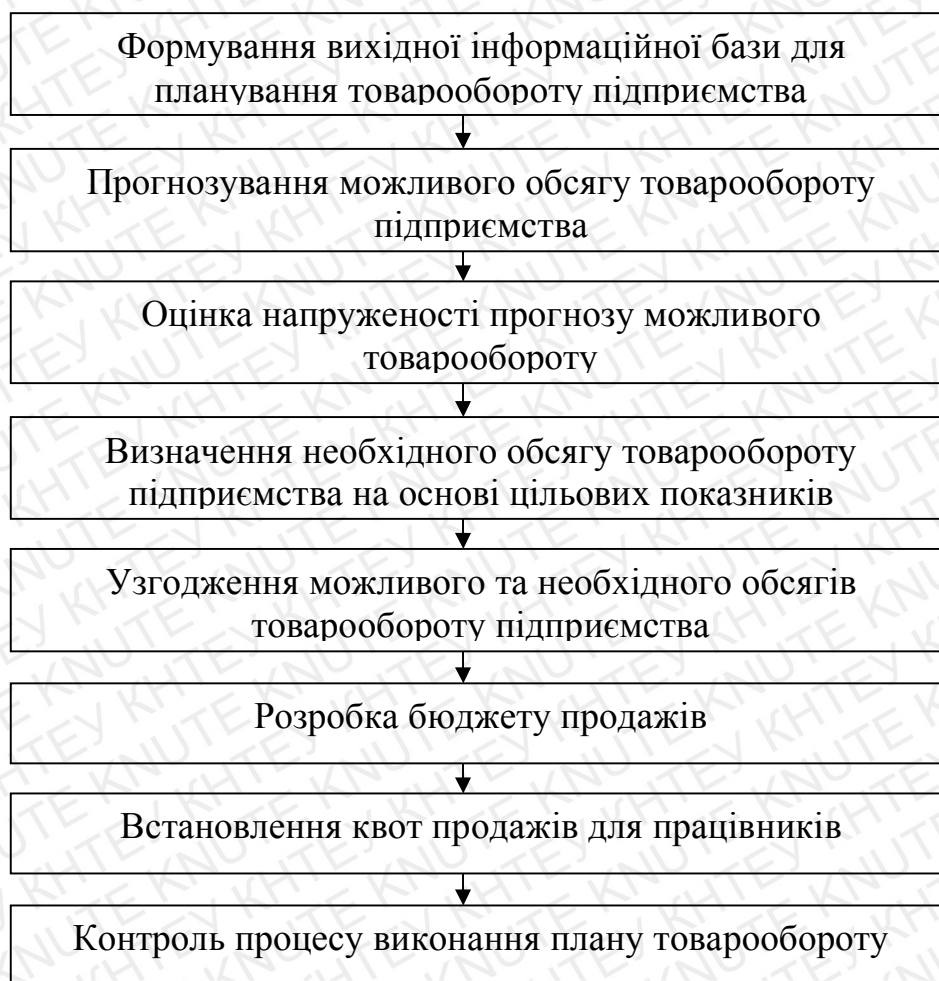 Формування вихідної інформаційної бази для
планування товарообороту підприємства
Прогнозування можливого обсягу товарообороту
підприємства
Оцінка напруженості прогнозу можливого
товарообороту
Визначення необхідного обсягу товарообороту
підприємства на основі цільових показників
Узгодження можливого та необхідного обсягів
товарообороту підприємства
Розробка бюджету продажів
Встановлення квот продажів для працівників
Контроль процесу виконання плану товарообороту